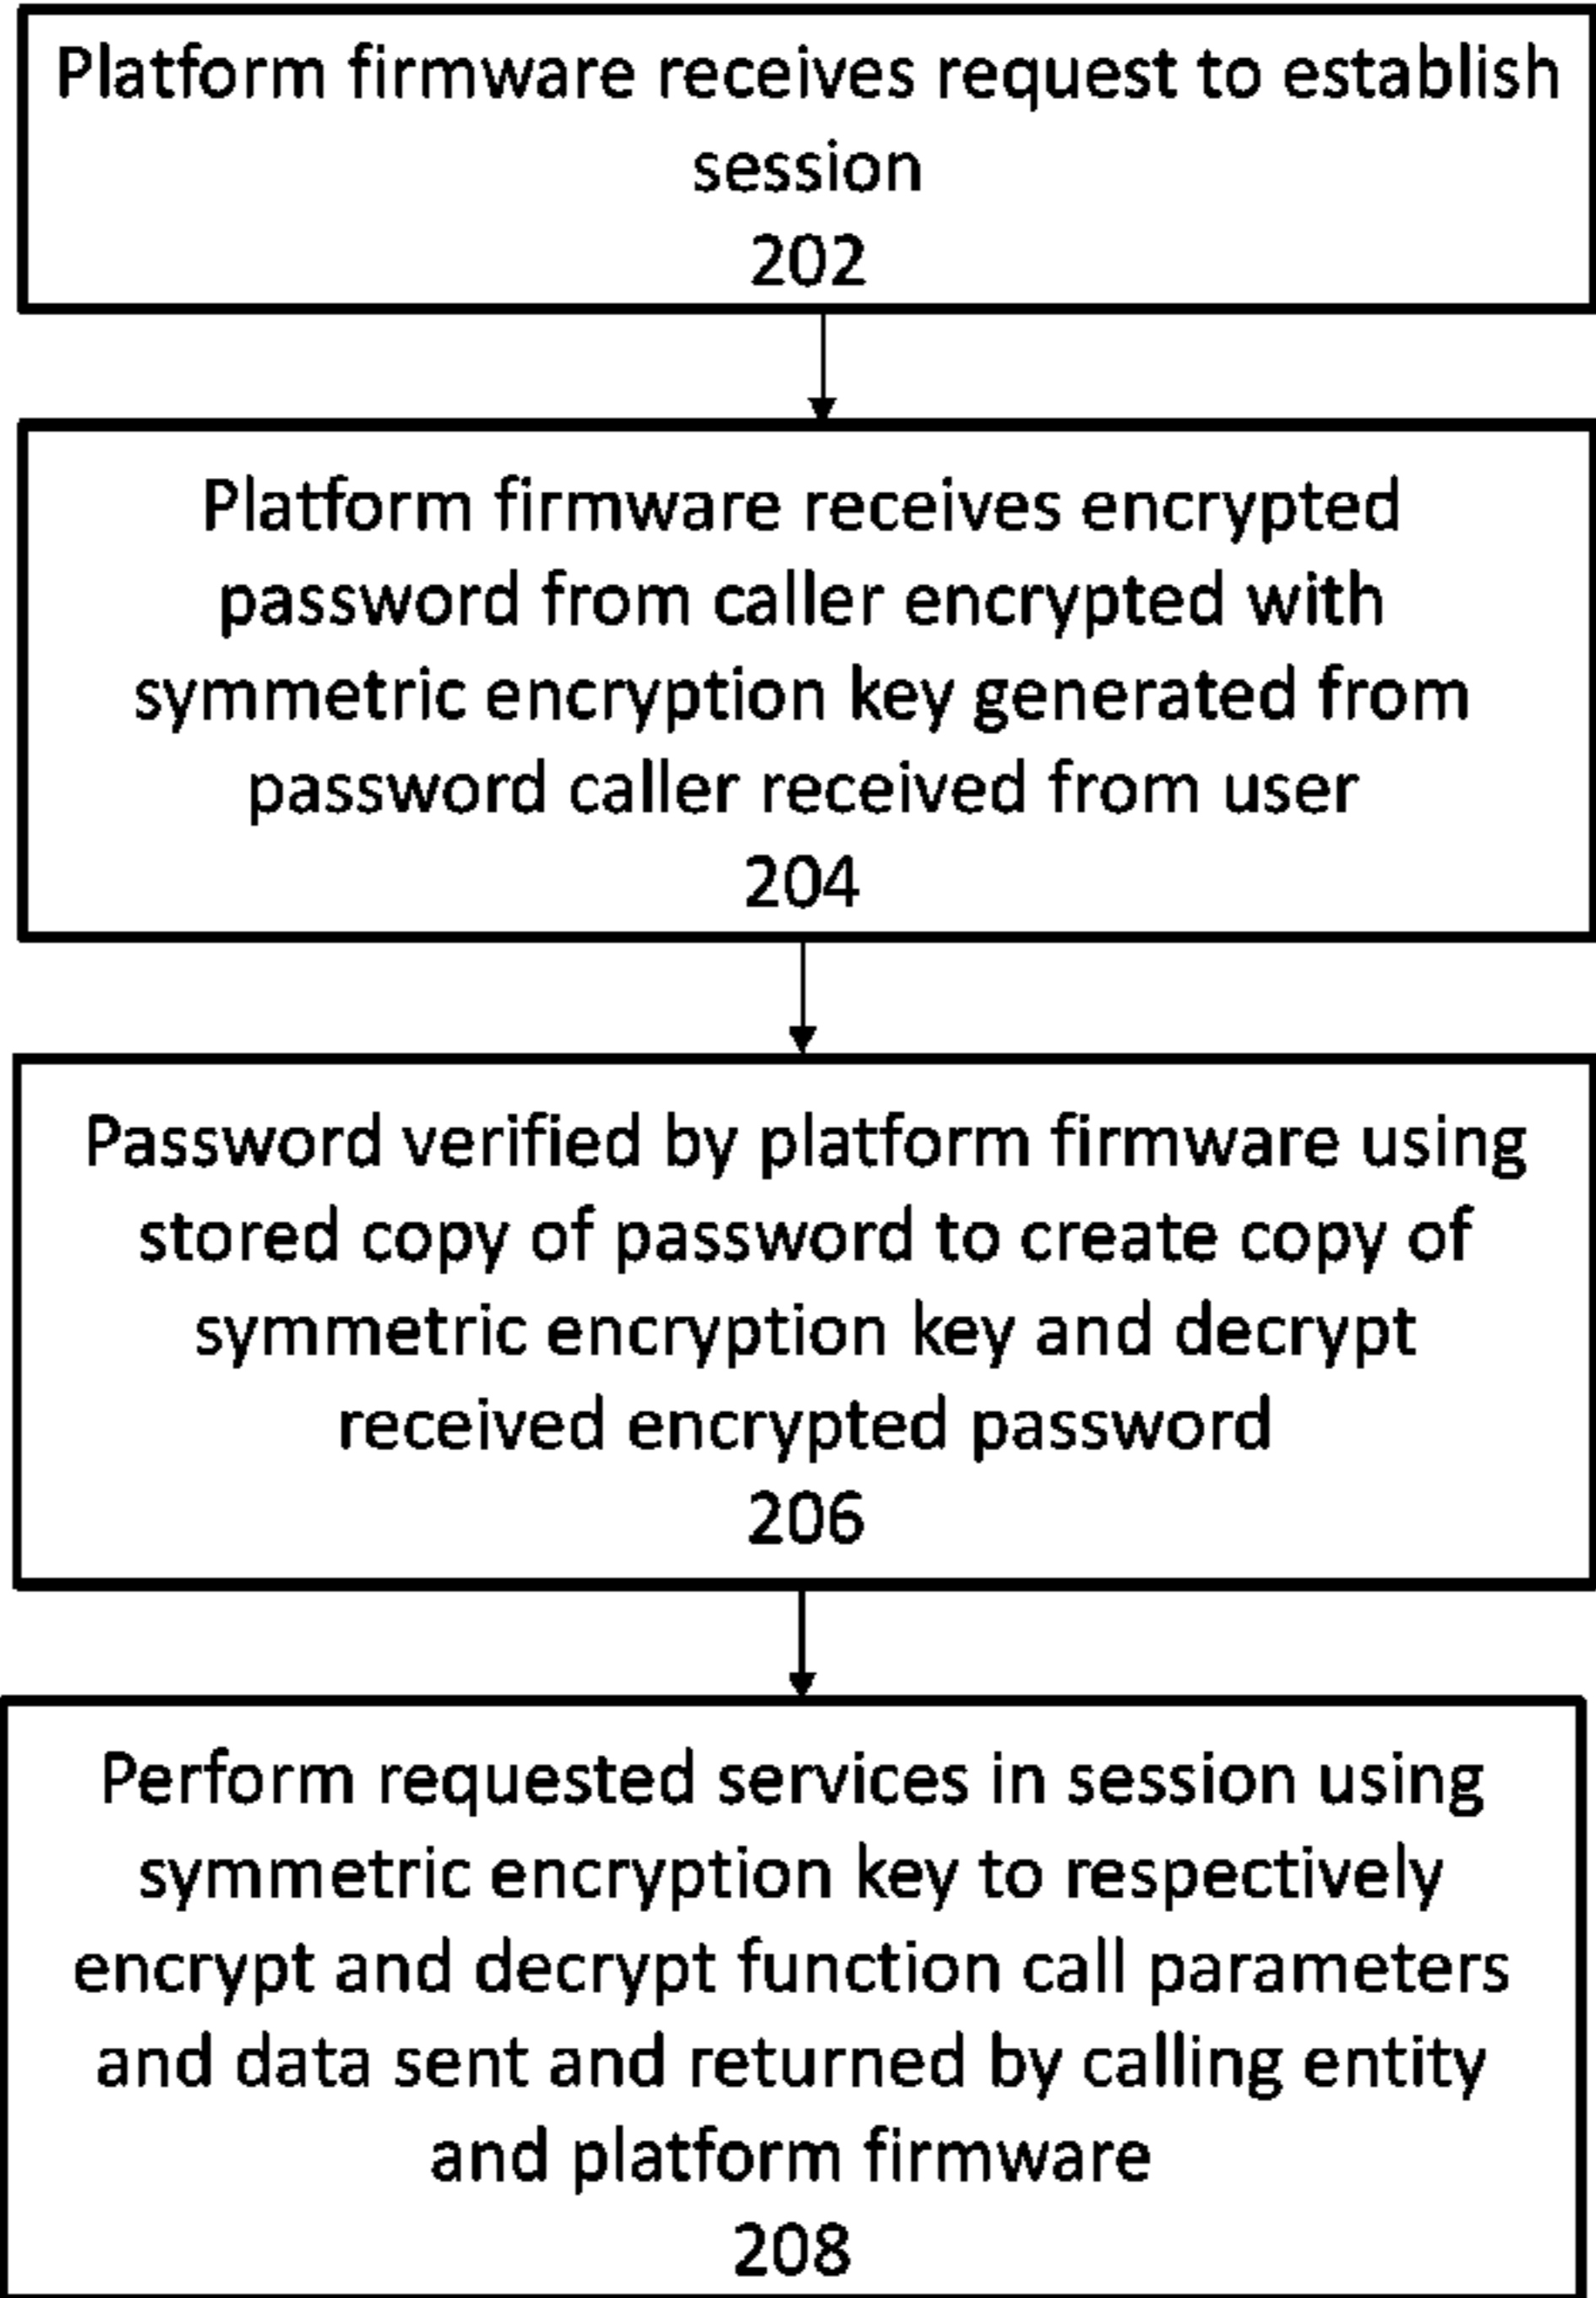 Platform firmware receives request to establish
session
202
Platform firmware receives encrypted
password from caller encrypted with
symmetric encryption key generated from
password caller received from user
204
Password verified by platform firmware using
stored copy of password to create copy of
symmetric encryption key and decrypt
received encrypted password
206
Perform requested services in session using
symmetric encryption key to respectively
encrypt and decrypt function call parameters
and data sent and returned by calling entity
and platform firmware
208